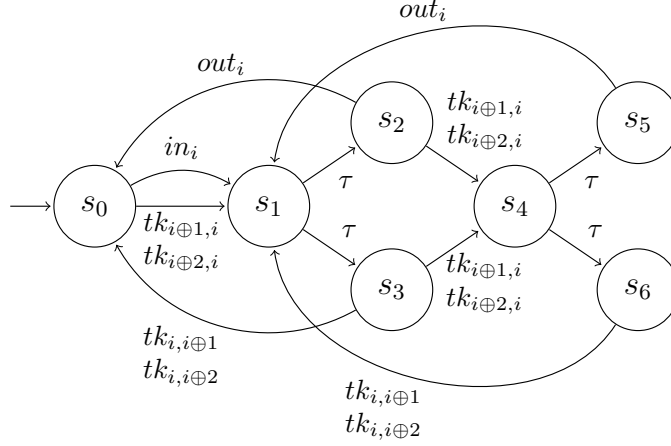 out_i
out_i
tk_{i⊕1,i}
tk_{i⊕2,i}
s_2
s_5
in_i
τ
τ
s_0
s_1
s_4
tk_{i⊕1,i}
tk_{i⊕2,i}
τ
τ
tk_{i⊕1,i}
tk_{i⊕2,i}
s_3
s_6
tk_{i,i⊕1}
tk_{i,i⊕2}
tk_{i,i⊕1}
tk_{i,i⊕2}